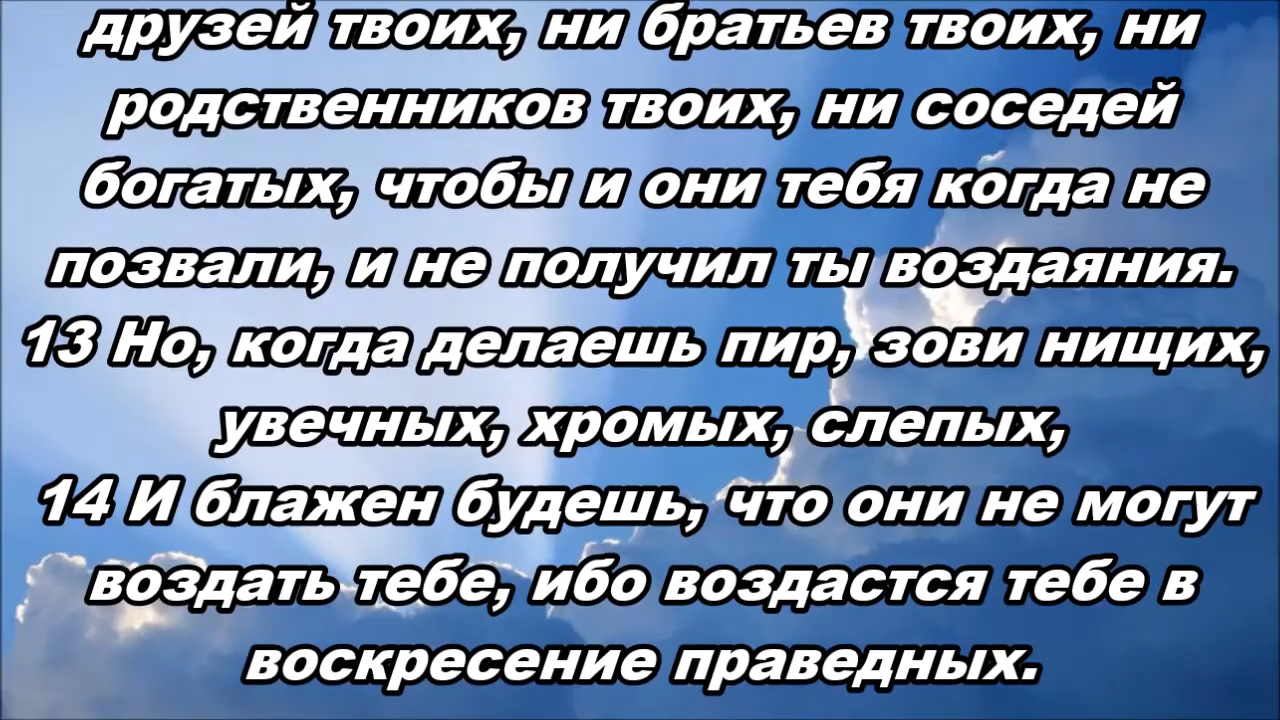 друзей твоих, ни братьев твоих, ни
родственников твоих, ни соседей
богатых, чтобы и они тебя когда не
позвали, и не получил ты воздаяния.
13 Но, когда делаешь пир, зови нищих,
увечных, хромых, слепых,
14 И блажен будешь, что они не могут
воздать тебе, ибо воздастся тебе в
воскресение праведных.